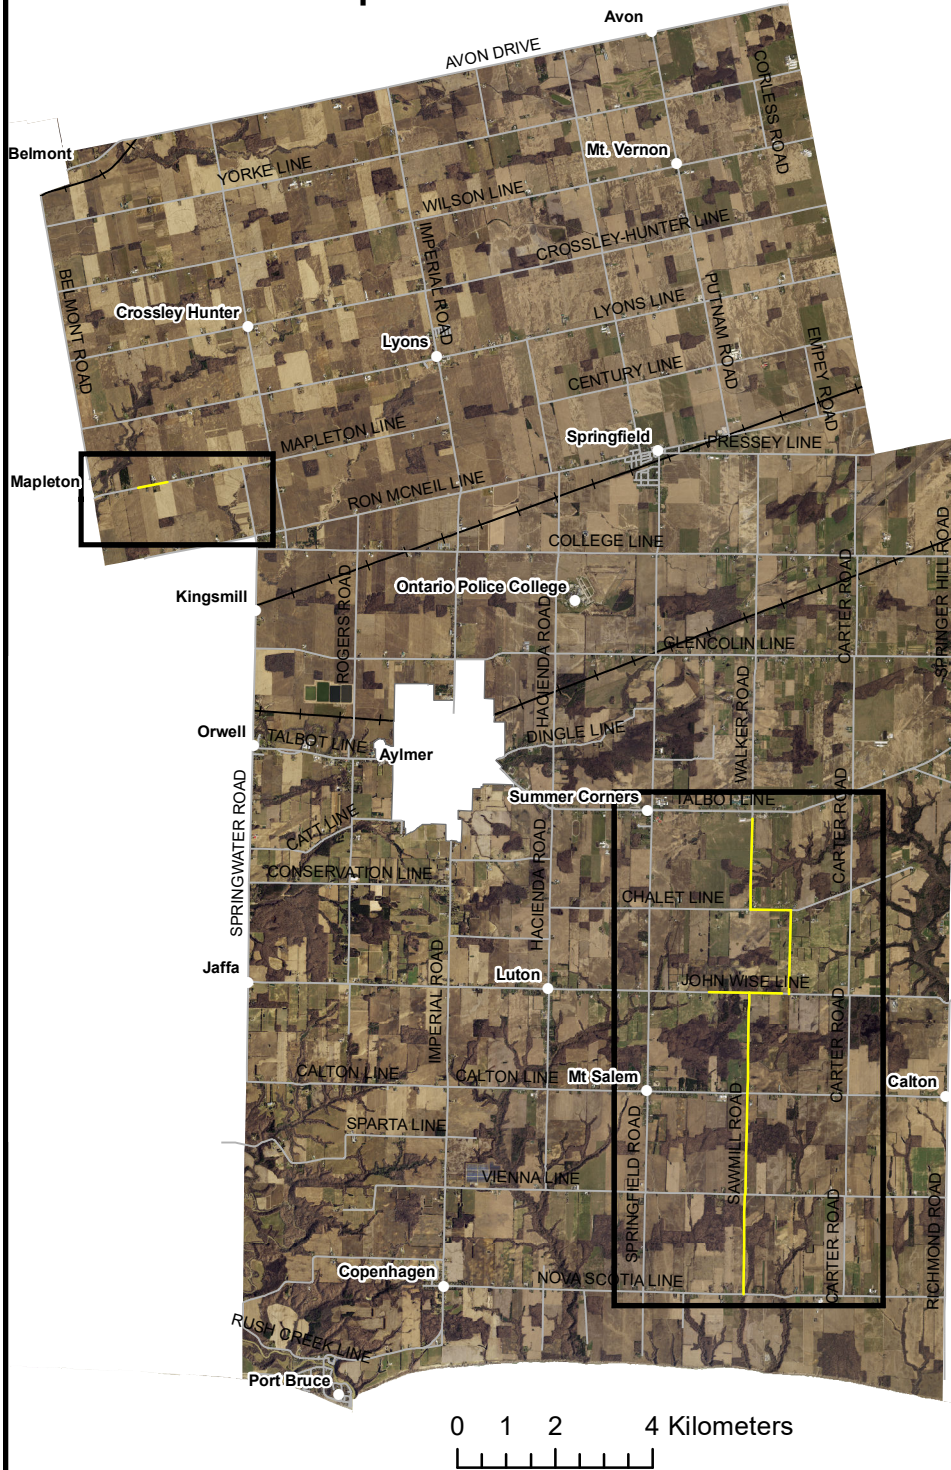 Avon
AVON DRIVE
CORLESS ROAD
Belmont
Mt. Vernon
YORKE LINE
WILSON LINE
CROSSLEY-HUNTER LINE
IMPERIAL ROAD
BELMONT ROAD
PUTNAM ROAD
LYONS LINE
Crossley Hunter
Lyons
EMPEY ROAD
CENTURY LINE
MAPLETON LINE
Springfield
PRESSEY LINE
Mapleton
RON MCNEIL LINE
COLLEGE LINE
SPRINGER HILL ROAD
Kingsmill
Ontario Police College
ROGERS ROAD
HACIENDA ROAD
CARTER ROAD
GLENCOLIN LINE
WALKER ROAD
Orwell
TALBOT LINE
DINGLE LINE
Aylmer
Summer Corners
TALBOT LINE
CARTER ROAD
SPRINGWATER ROAD
CATT LINE
CONSERVATION LINE
HACIENDA ROAD
CHALET LINE
Jaffa
Luton
JOHN WISE LINE
IMPERIAL ROAD
CARTER ROAD
CALTON LINE
CALTON LINE
Mt Salem
Calton
SPARTA LINE
SAWMILL ROAD
SPRINGFIELD ROAD
VIENNA LINE
CARTER ROAD
RICHMOND ROAD
Copenhagen
NOVA SCOTIA LINE
RUSH CREEK LINE
Port Bruce
0 1 2 4 Kilometers